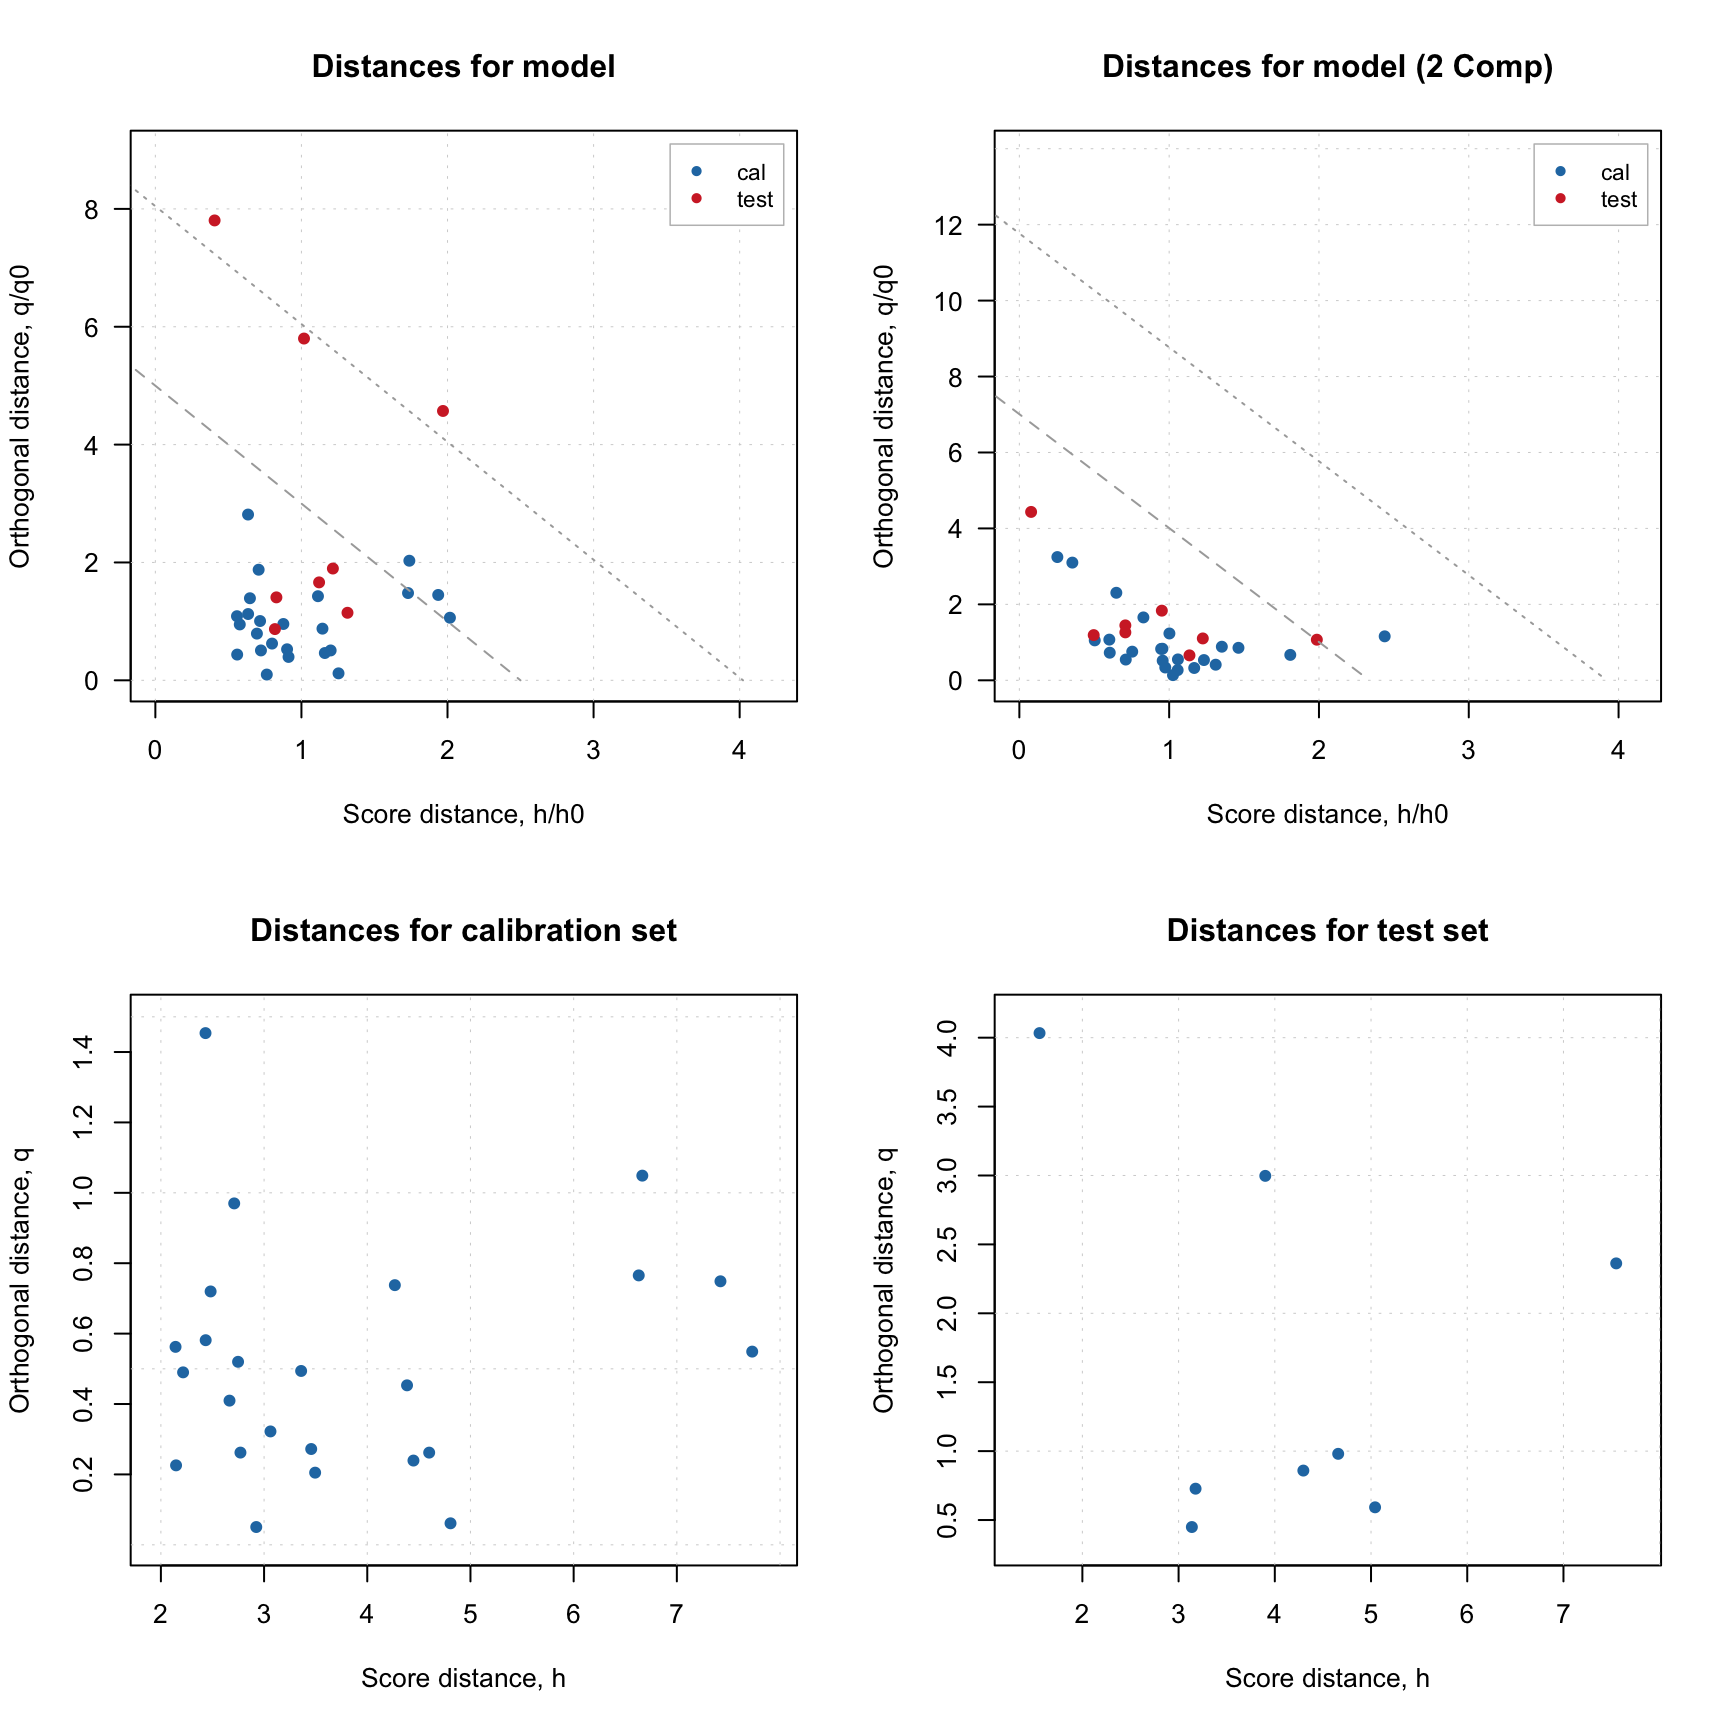 Distances for model
cal
test
8
6
4
2
0
Orthogonal distance, q/q0
0 1 2 3 4
Score distance, h/h0
Distances for model (2 Comp)
cal
test
12
10
8
6
4
2
0
Orthogonal distance, q/q0
0 1 2 3 4
Score distance, h/h0
Distances for calibration set
1.4
1.2
1.0
0.8
0.6
0.4
0.2
Orthogonal distance, q
2 3 4 5 6 7
Score distance, h
Distances for test set
4.0
3.5
3.0
2.5
2.0
1.5
1.0
0.5
Orthogonal distance, q
2 3 4 5 6 7
Score distance, h